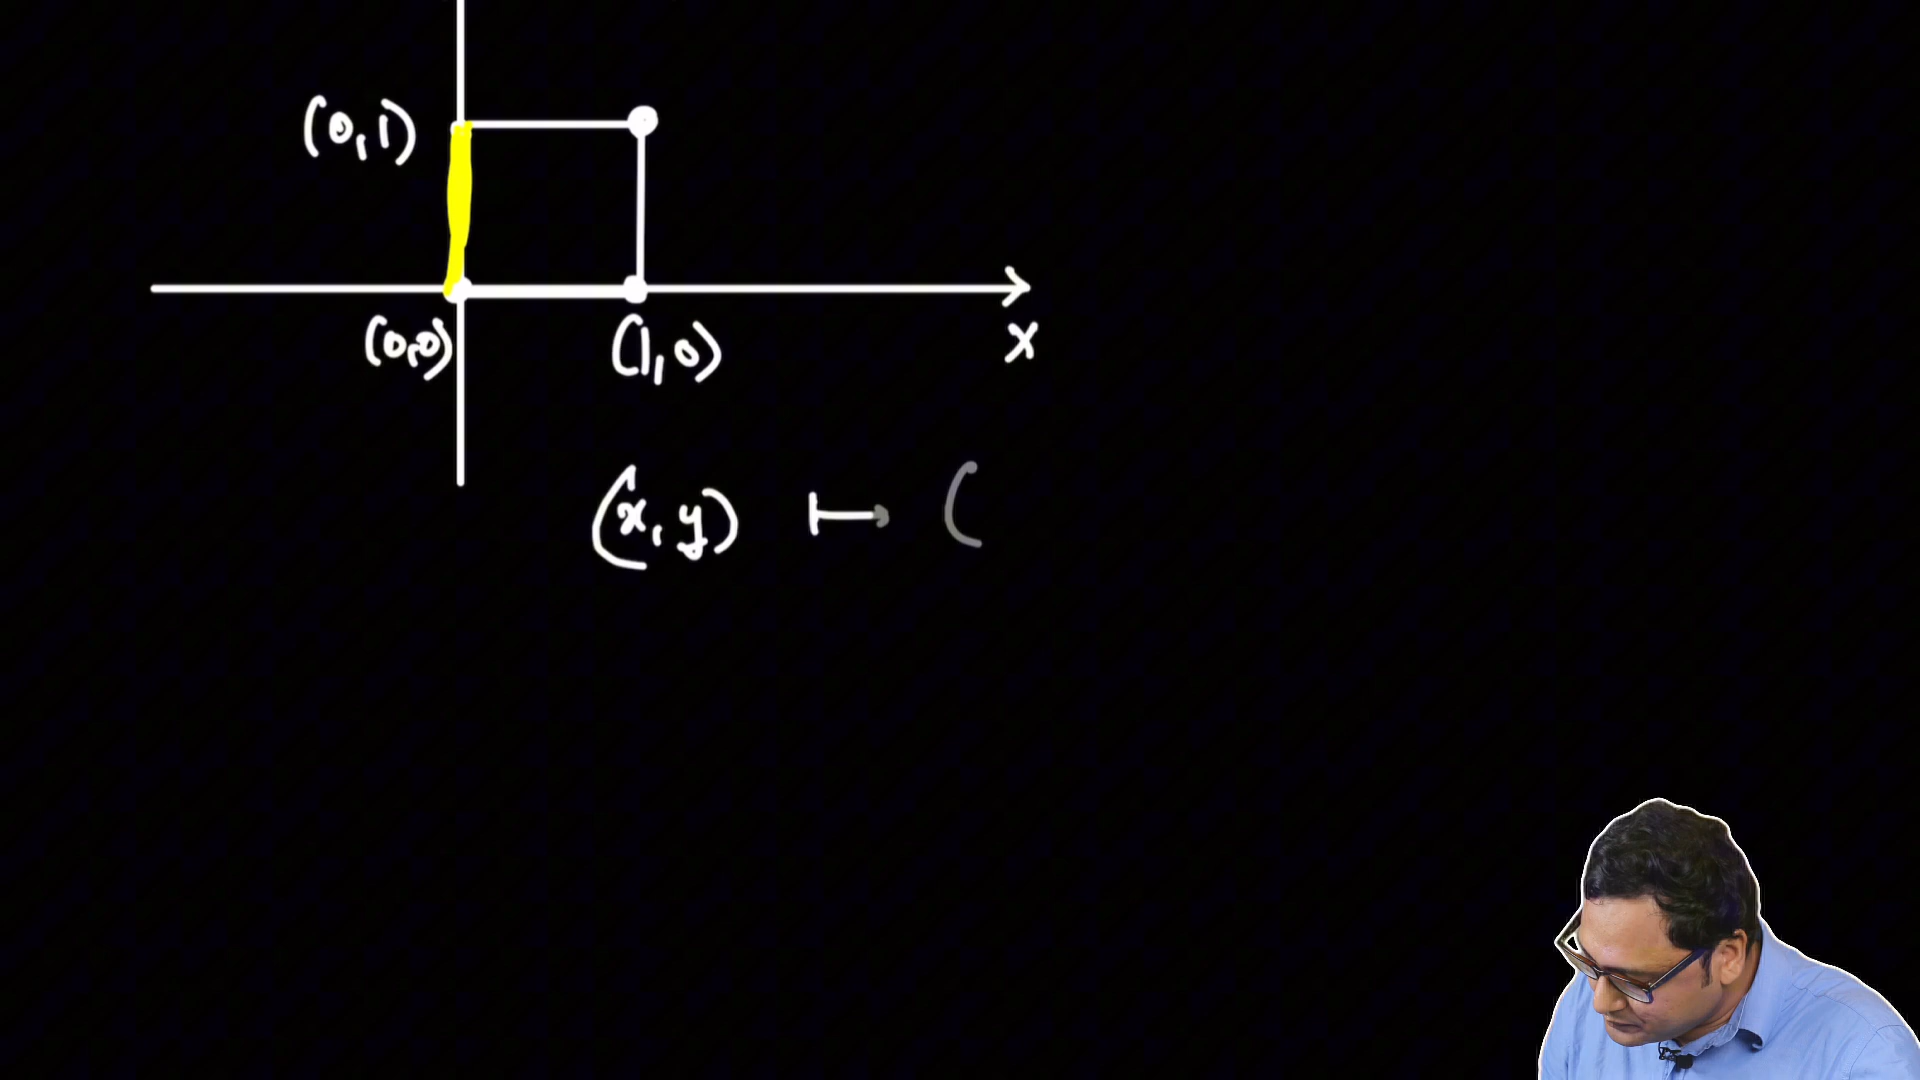 (0,1)
(0,0) (1,0) x
(x,y) ↦ (